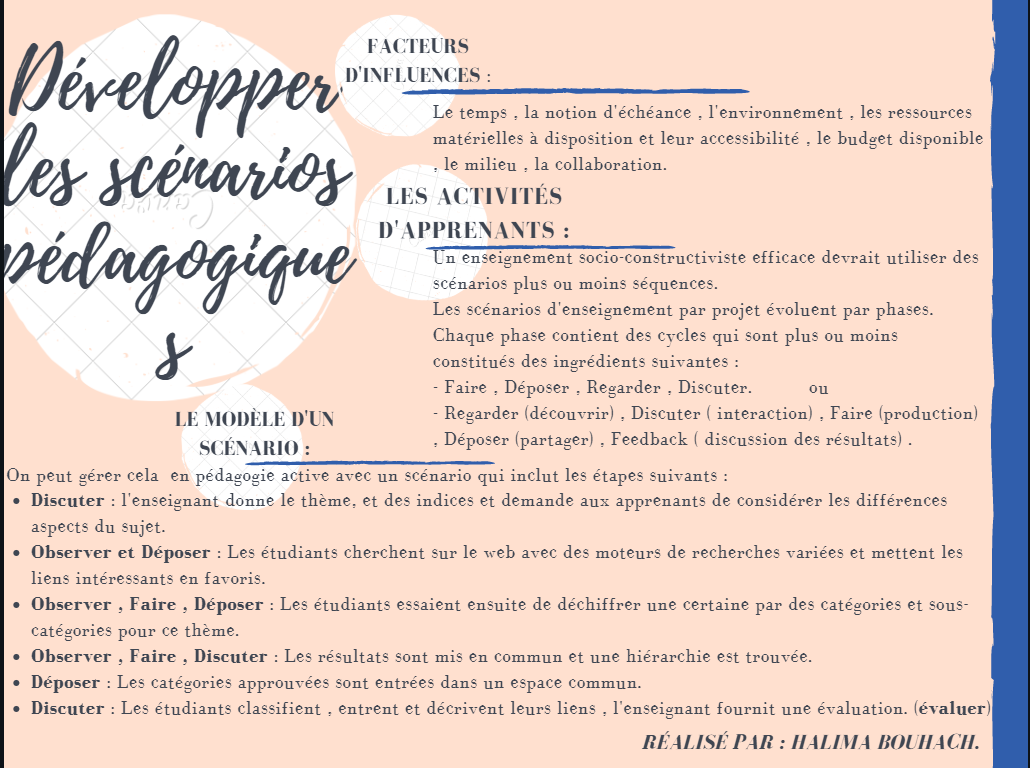 Développer
les scénarios
pédagogique
s
FACTEURS
D'INFLUENCES :
Le temps , la notion d'échéance , l'environnement , les ressources
matérielles à disposition et leur accessibilité , le budget disponible
, le milieu , la collaboration.
LES ACTIVITÉS
D'APPRENANTS :
Un enseignement socio-constructiviste efficace devrait utiliser des
scénarios plus ou moins séquences.
Les scénarios d'enseignement par projet évoluent par phases.
Chaque phase contient des cycles qui sont plus ou moins
constitués des ingrédients suivantes :
- Faire , Déposer , Regarder , Discuter. ou
- Regarder (découvrir) , Discuter ( interaction) , Faire (production)
, Déposer (partager) , Feedback ( discussion des résultats) .
LE MODÈLE D'UN
SCÉNARIO :
On peut gérer cela en pédagogie active avec un scénario qui inclut les étapes suivants :
• Discuter : l'enseignant donne le thème, et des indices et demande aux apprenants de considérer les différences
aspects du sujet.
• Observer et Déposer : Les étudiants cherchent sur le web avec des moteurs de recherches variées et mettent les
liens intéressants en favoris.
• Observer , Faire , Déposer : Les étudiants essaient ensuite de déchiffrer une certaine par des catégories et sous-
catégories pour ce thème.
• Observer , Faire , Discuter : Les résultats sont mis en commun et une hiérarchie est trouvée.
• Déposer : Les catégories approuvées sont entrées dans un espace commun.
• Discuter : Les étudiants classifient , entrent et décrivent leurs liens , l'enseignant fournit une évaluation. (évaluer)
RÉALISÉ PAR : HALIMA BOUHACH.